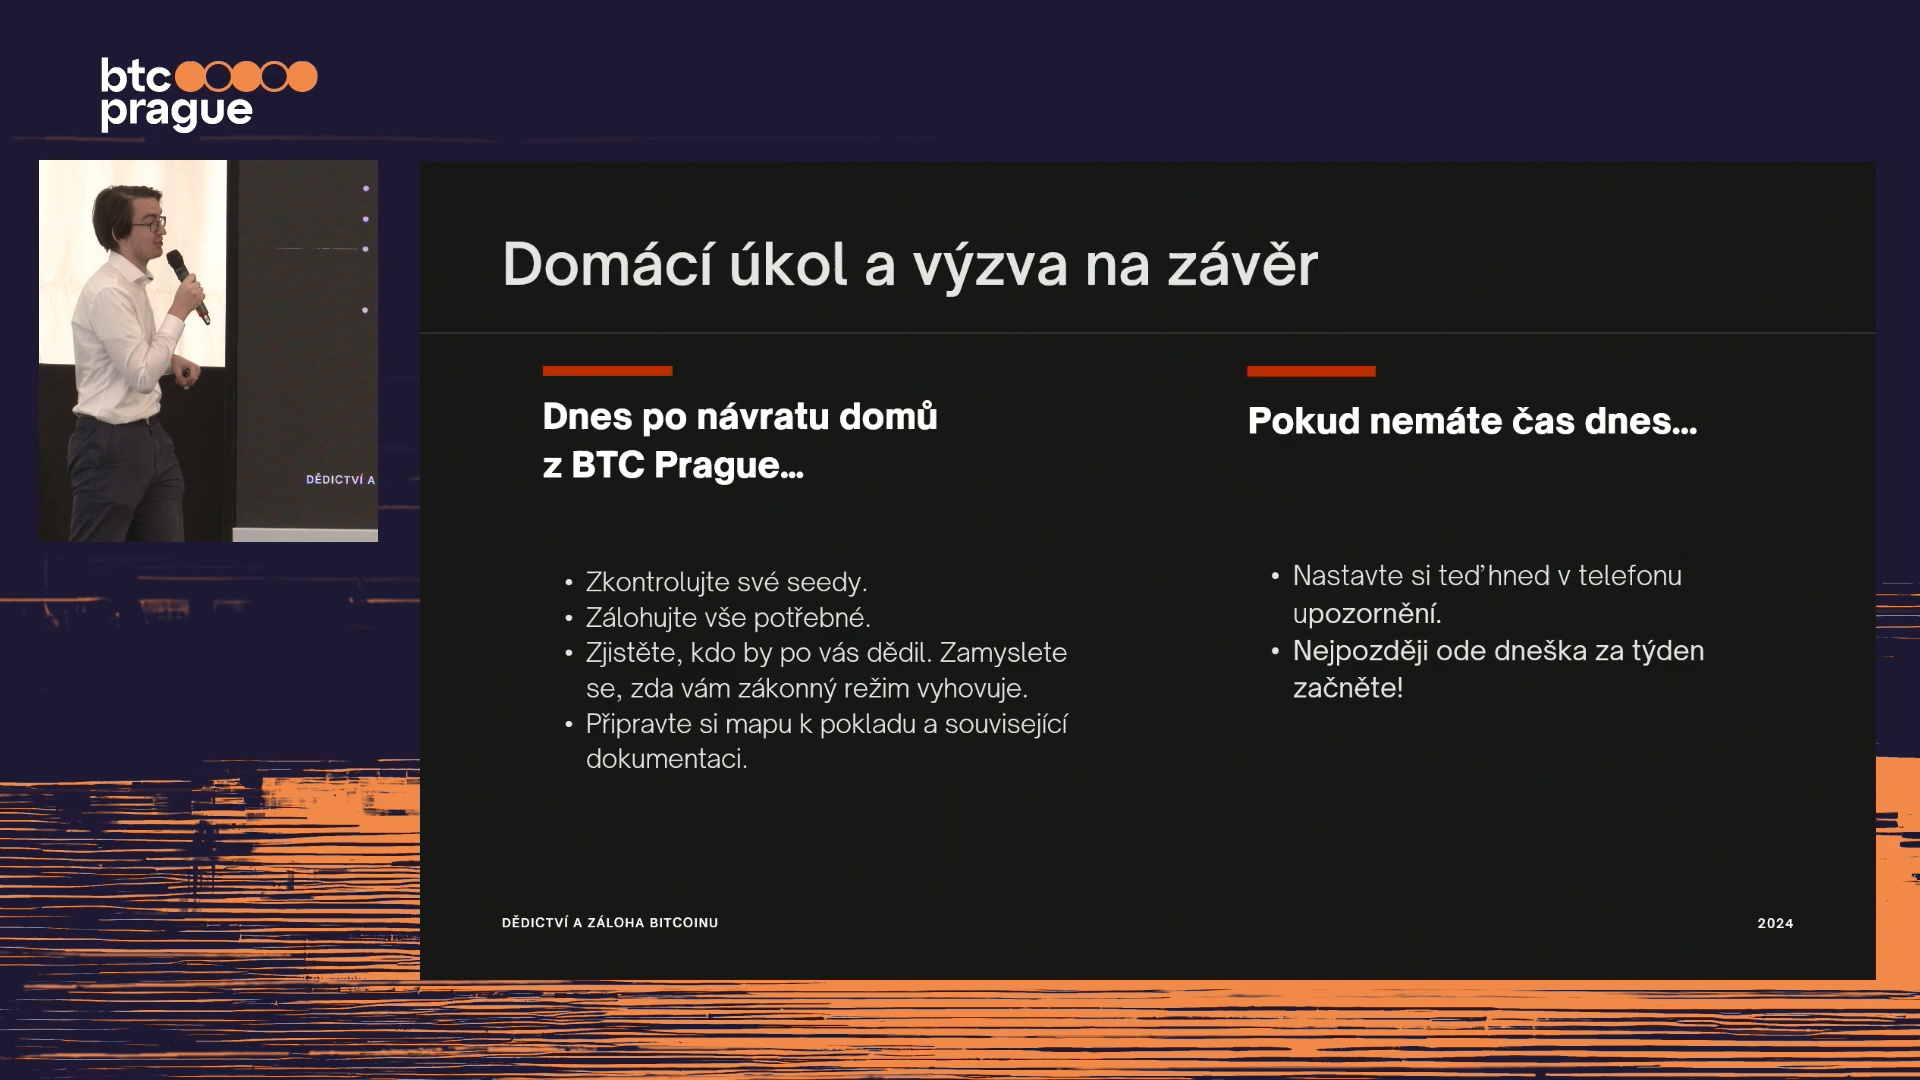 btc
prague
DĚDICTVÍ A
Domácí úkol a výzva na závěr
Dnes po návratu domů
z BTC Prague...
• Zkontrolujte své seedy.
• Zálohujte vše potřebné.
• Zjistěte, kdo by po vás dědil. Zamyslete
se, zda vám zákonný režim vyhovuje.
• Připravte si mapu k pokladu a související
dokumentaci.
Pokud nemáte čas dnes...
• Nastavte si teď hned v telefonu
upozornění.
• Nejpozději ode dneška za týden
začněte!
DĚDICTVÍ A ZÁLOHA BITCOINU
2024